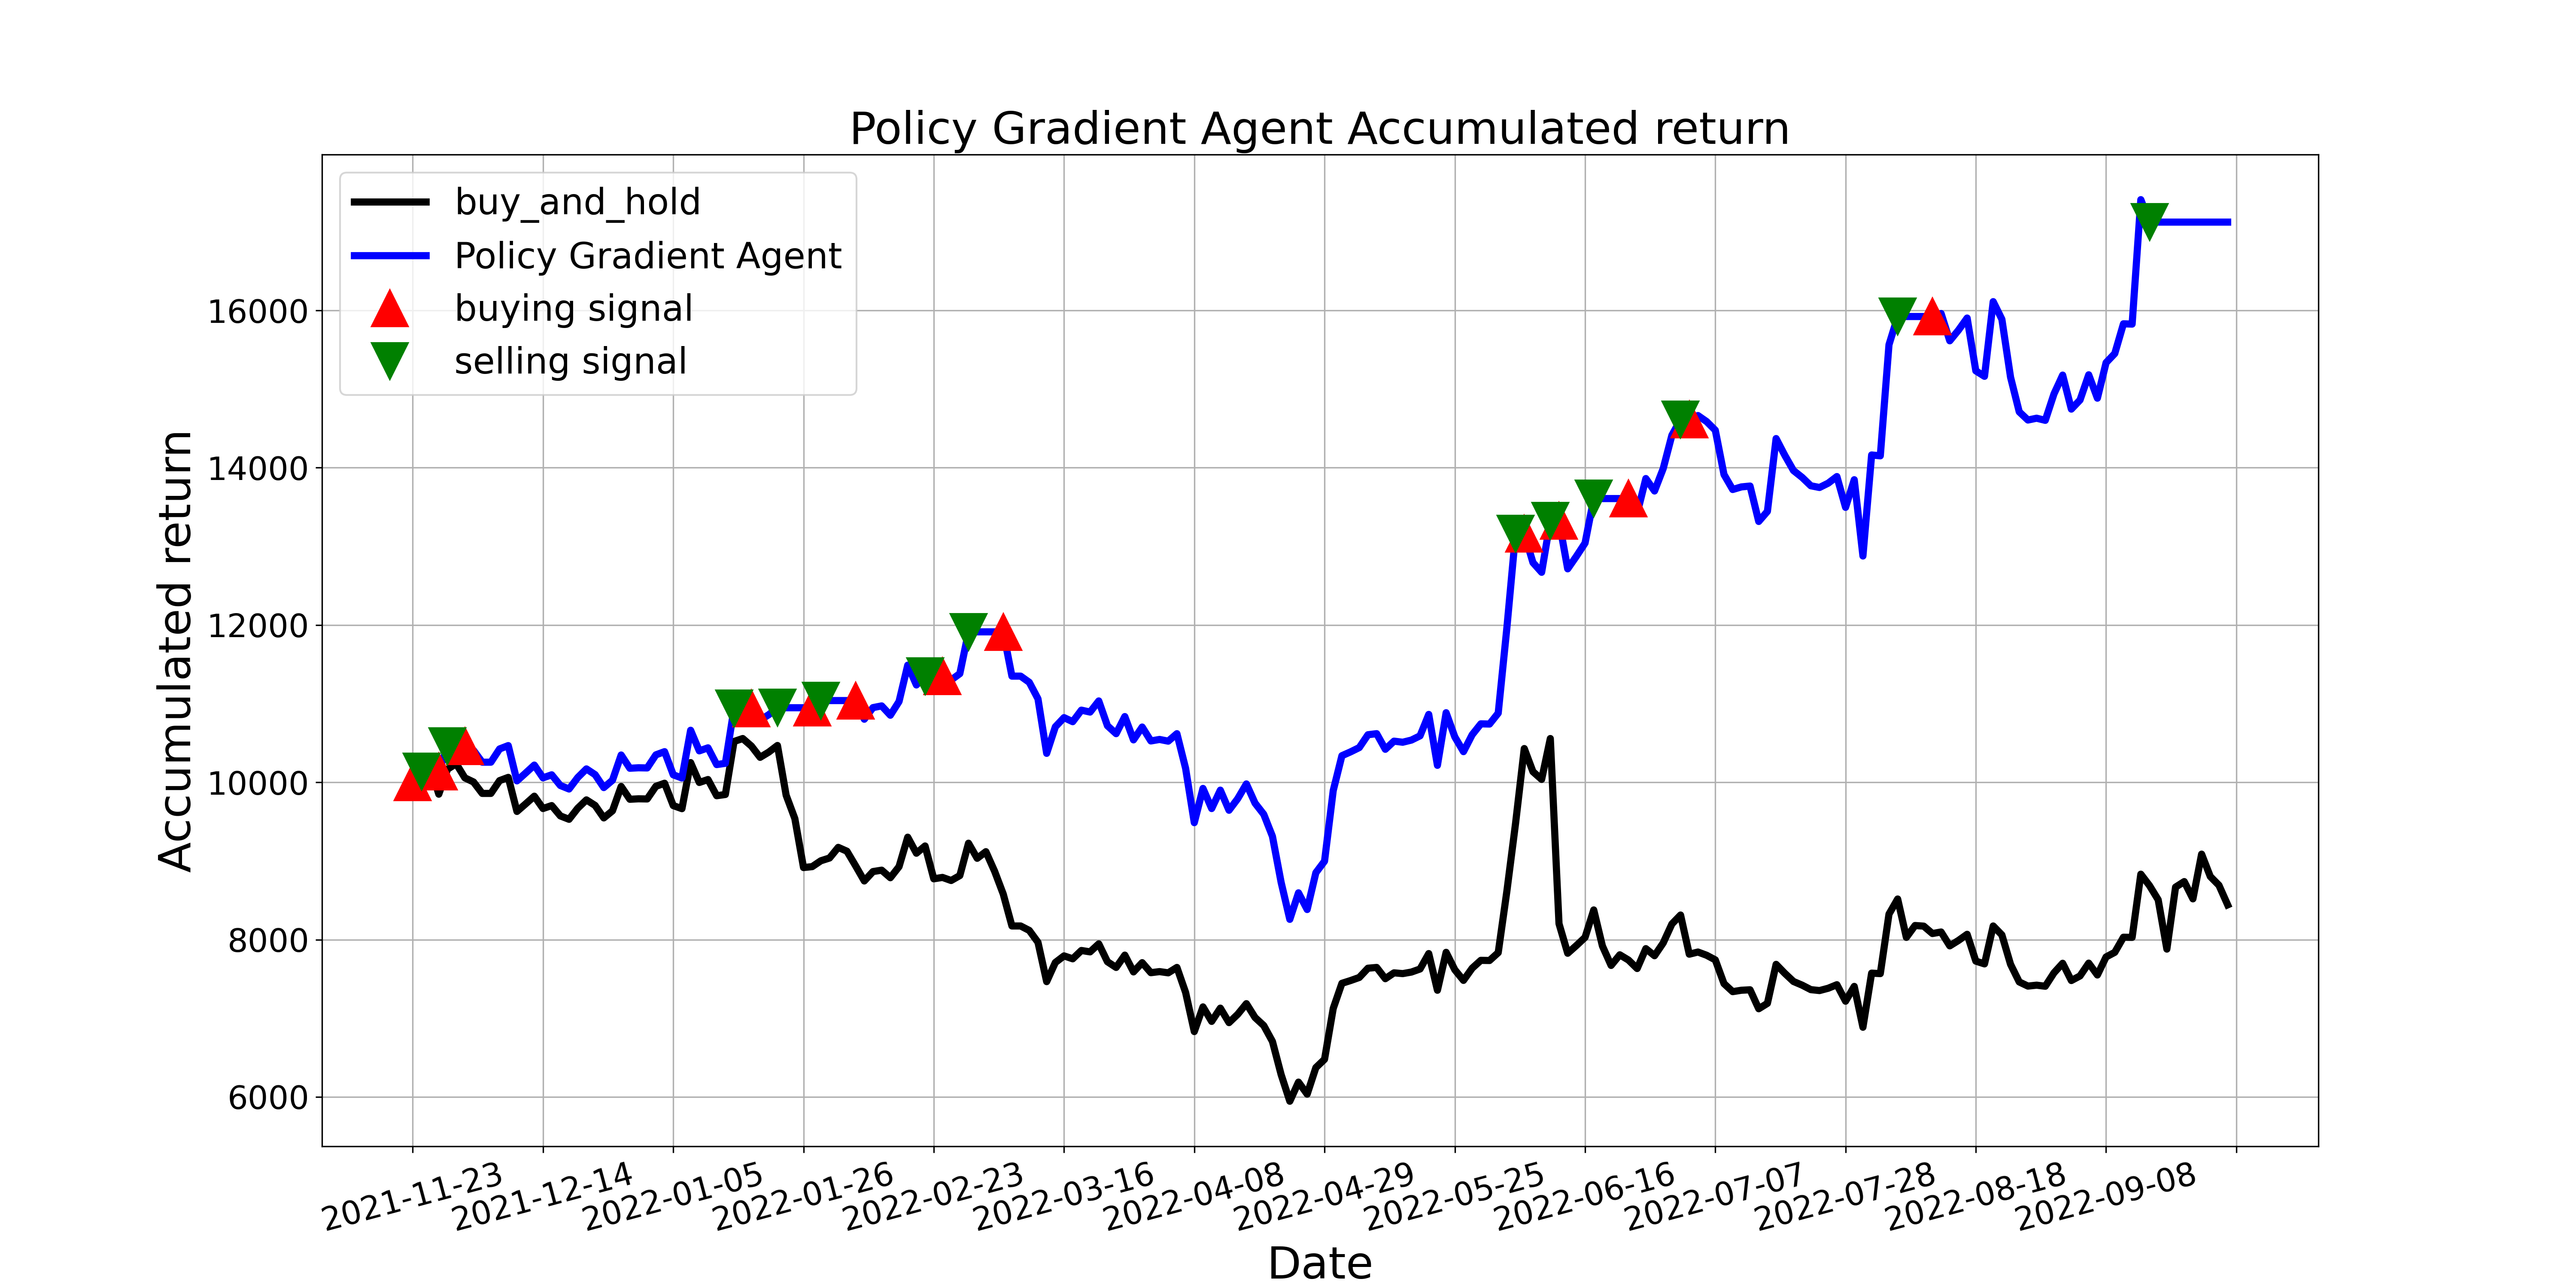 Policy Gradient Agent Accumulated return
buy_and_hold
Policy Gradient Agent
buying signal
selling signal
Accumulated return
16000
14000
12000
10000
8000
6000
2021-11-23
2021-12-14
2022-01-05
2022-01-26
2022-02-23
2022-03-16
2022-04-08
2022-04-29
2022-05-25
2022-06-16
2022-07-07
2022-07-28
2022-08-18
2022-09-08
Date